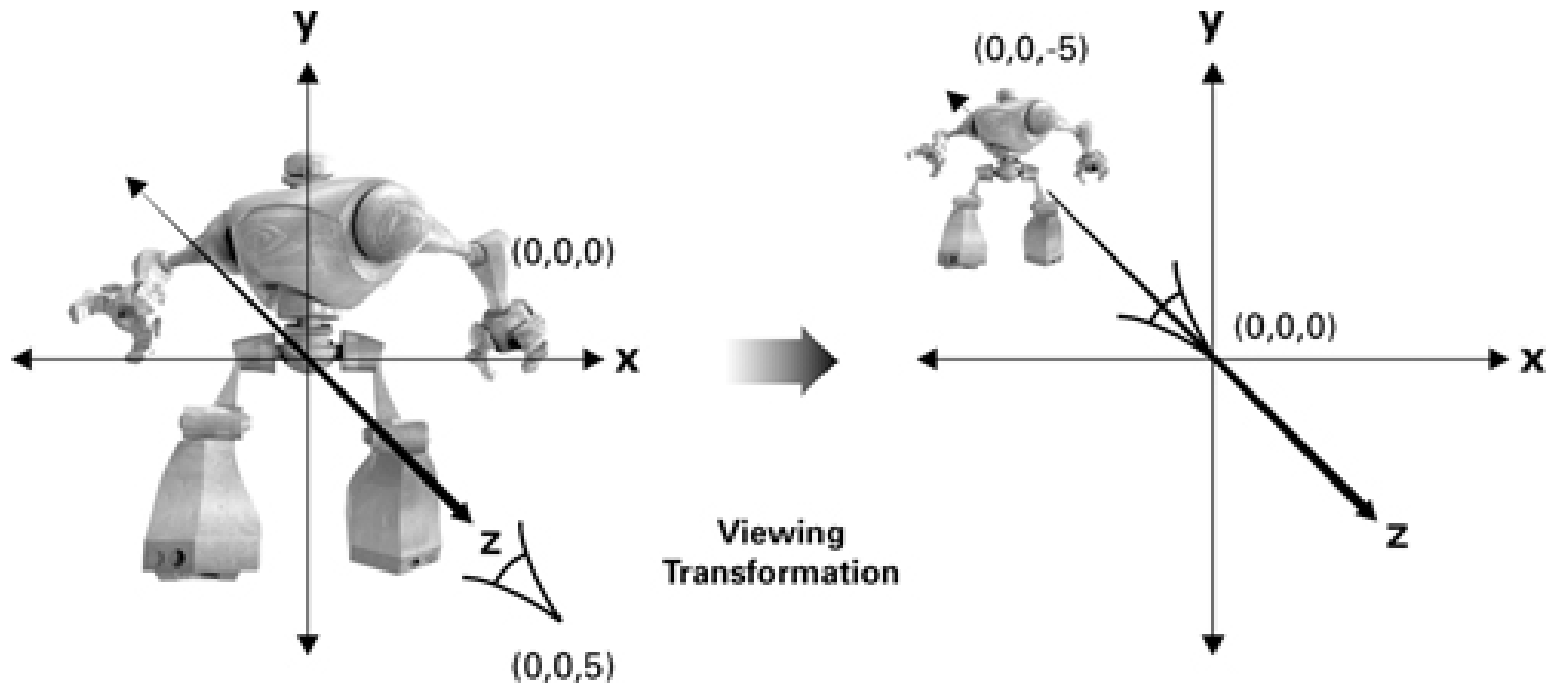 y
(0,0,0)
x
z
(0,0,5)
Viewing
Transformation
y
(0,0,-5)
(0,0,0)
x
z